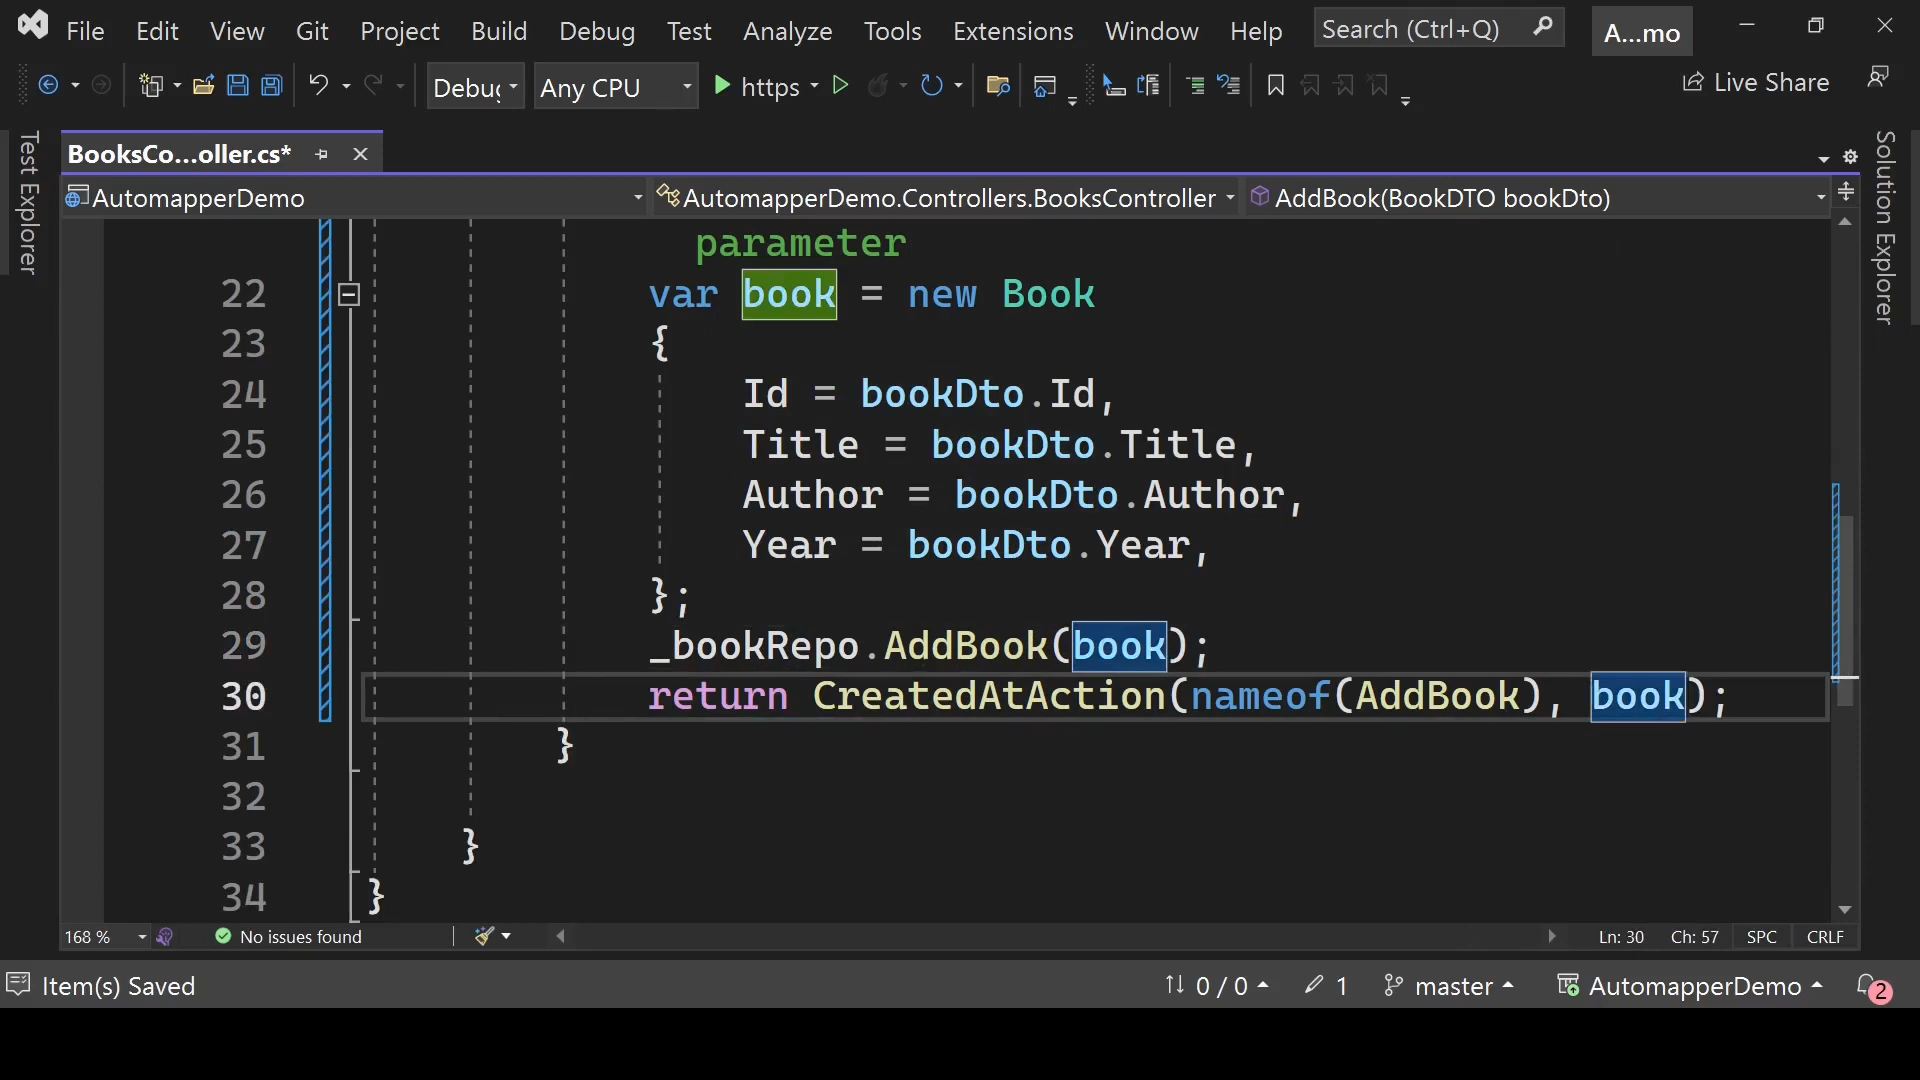 File Edit View Git Project Build Debug Test Analyze Tools Extensions Window Help Search (Ctrl+Q) A...mo
Any CPU https Live Share
Test Explorer
BooksCo...oller.cs*
Solution Explorer
AutomapperDemo AutomapperDemo.Controllers.BooksController AddBook(BookDTO bookDto)
parameter
22 var book = new Book
23 {
24 Id = bookDto.Id,
25 Title = bookDto.Title,
26 Author = bookDto.Author,
27 Year = bookDto.Year,
28 };
29 _bookRepo.AddBook(book);
30 return CreatedAtAction(nameof(AddBook), book);
31 }
32
33 }
34 }
168 % No issues found Ln: 30 Ch: 57 SPC CRLF
Item(s) Saved 0 / 0 1 master AutomapperDemo 2